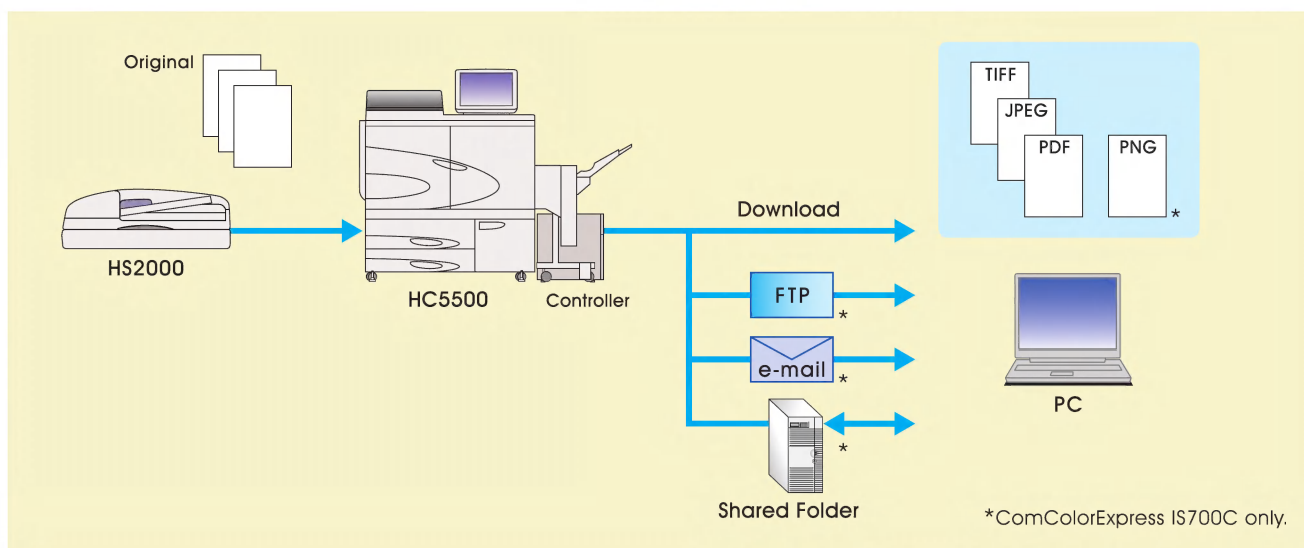 Original
HS2000
HC5500
Controller
Download
FTP
*
e-mail
*
*
Shared Folder
TIFF
JPEG
PDF
PNG
*
PC
*ComColorExpress IS700C only.